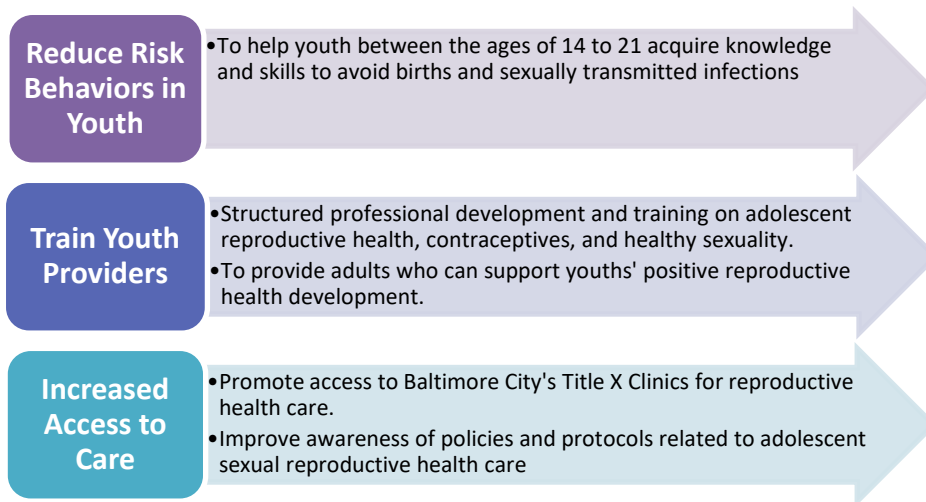 Reduce Risk
Behaviors in
Youth
•To help youth between the ages of 14 to 21 acquire knowledge
and skills to avoid births and sexually transmitted infections
Train Youth
Providers
•Structured professional development and training on adolescent
reproductive health, contraceptives, and healthy sexuality.
•To provide adults who can support youths' positive reproductive
health development.
Increased
Access to
Care
•Promote access to Baltimore City's Title X Clinics for reproductive
health care.
•Improve awareness of policies and protocols related to adolescent
sexual reproductive health care